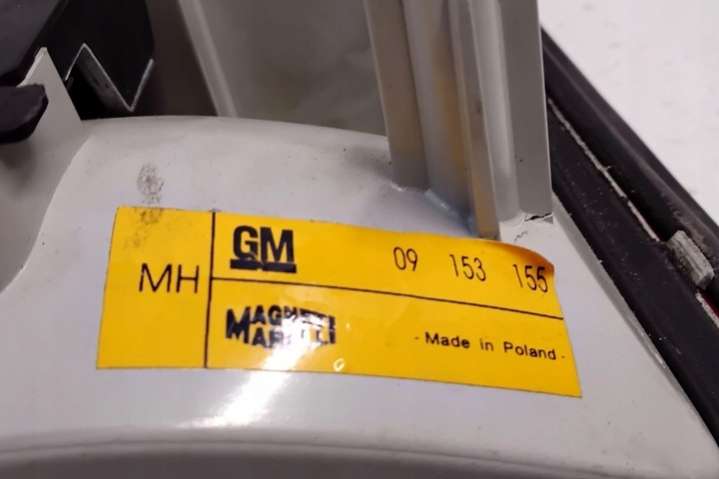 MH
GM
09 153 155
MAGNETI
MARELLI
- Made in Poland -